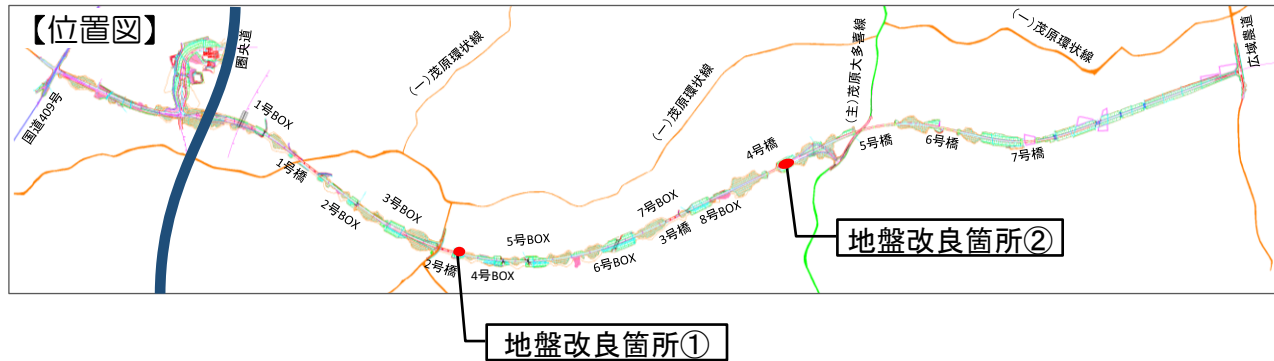 【位置図】
圏央道
国道409号
1号BOX
1号橋
2号BOX
3号BOX
2号橋
4号BOX
5号BOX
6号BOX
7号BOX
3号橋
8号BOX
4号橋
5号橋
6号橋
7号橋
(一)茂原環状線
(一)茂原環状線
(主)茂原大多喜線
(一)茂原環状線
広域農道
地盤改良箇所①
地盤改良箇所②